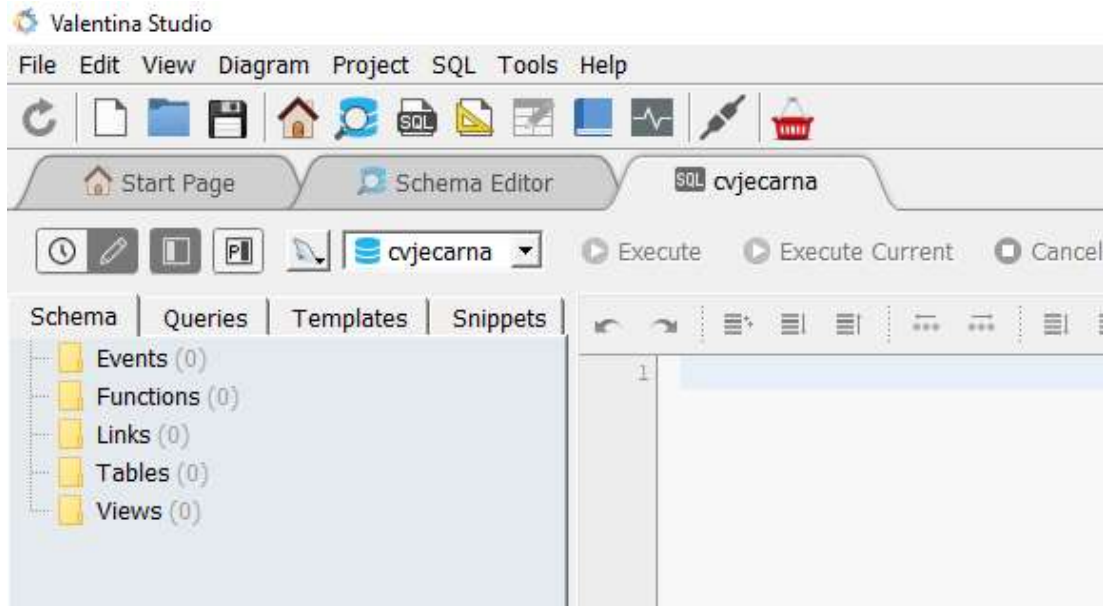 Valentina Studio
File Edit View Diagram Project SQL Tools Help
SQL
Start Page Schema Editor SQL cvjecarna
P cvjecarna Execute Execute Current Cancel
Schema Queries Templates Snippets
1
Events (0)
Functions (0)
Links (0)
Tables (0)
Views (0)